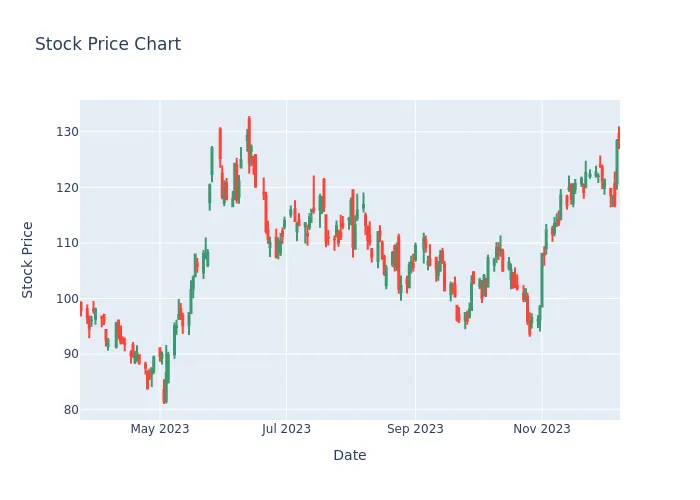 Stock Price Chart
130
120
110
100
90
80
Stock Price
May 2023
Jul 2023
Sep 2023
Nov 2023
Date